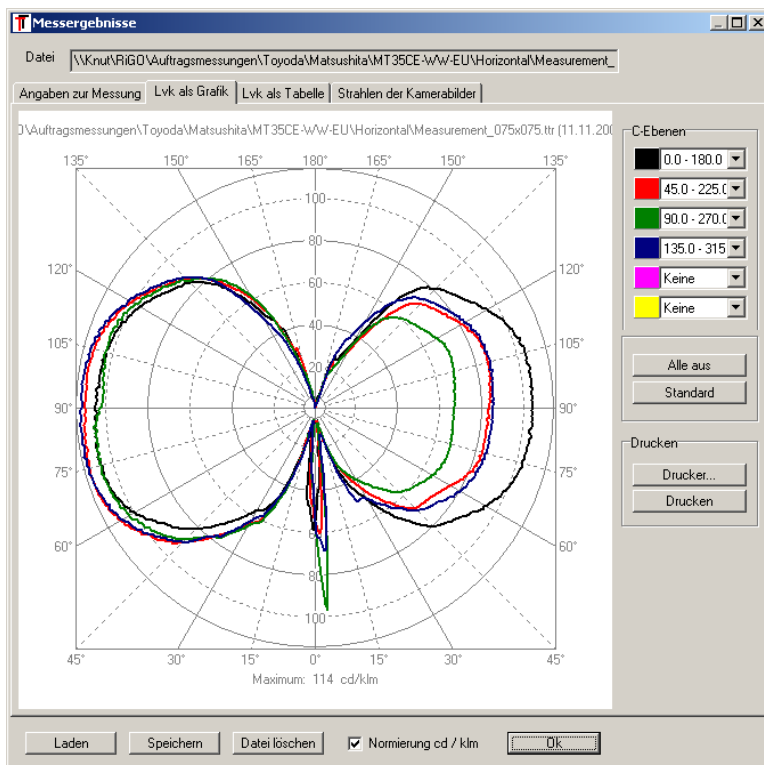 Messergebnisse
Datei \\Knut\RiGO\Auftragsmessungen\Toyoda\Matsushita\MT35CE-WW-EU\Horizontal\Measurement_
Angaben zur Messung Lvk als Grafik Lvk als Tabelle Strahlen der Kamerabilder
O\Auftragsmessungen\Toyoda\Matsushita\MT35CE-WW-EU\Horizontal\Measurement_075x075.ttr (11.11.200
135° 150° 165° 180° 165° 150° 135°
100
80
120° 60 120°
40
105° 20 105°
90° 90°
75° 75°
60° 60 60°
80
100
45° 30° 15° 0° 15° 30° 45°
Maximum: 114 cd/klm
C-Ebenen
0.0 - 180.0
45.0 - 225.0
90.0 - 270.0
135.0 - 315
Keine
Keine
Alle aus
Standard
Drucken
Drucker...
Drucken
Laden Speichern Datei löschen Normierung cd / klm Ok